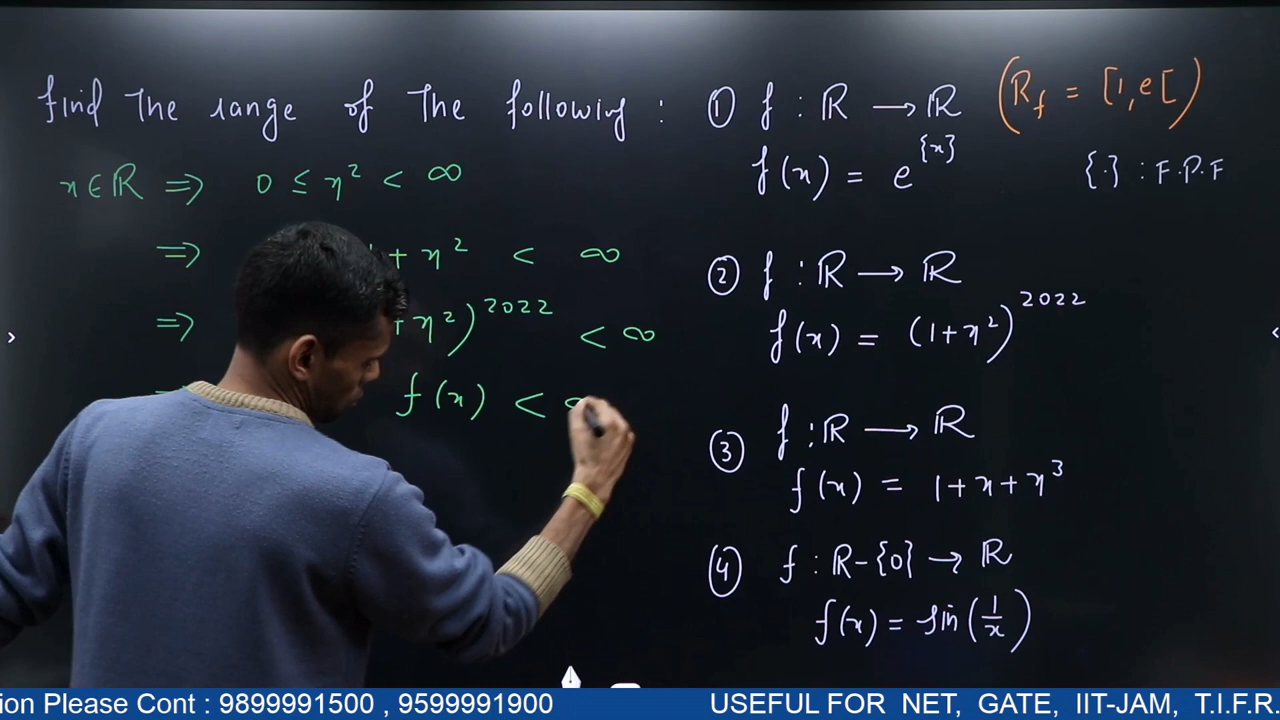 find The range of The following :
x ∈ ℝ ⇒ 0 ≤ x² < ∞
⇒ + x² < ∞
⇒ + x²)²⁰²² < ∞
f(x) <
① f : ℝ → ℝ (R_f = [1, e[)
f(x) = e^{x}
{·} : F.P.F
② f : ℝ → ℝ
f(x) = (1+x²)²⁰²²
③ f : ℝ → ℝ
f(x) = 1+x+x³
④ f : ℝ-{0} → ℝ
f(x) = sin(1/x)
ion Please Cont : 9899991500 , 9599991900 USEFUL FOR NET, GATE, IIT-JAM, T.I.F.R.